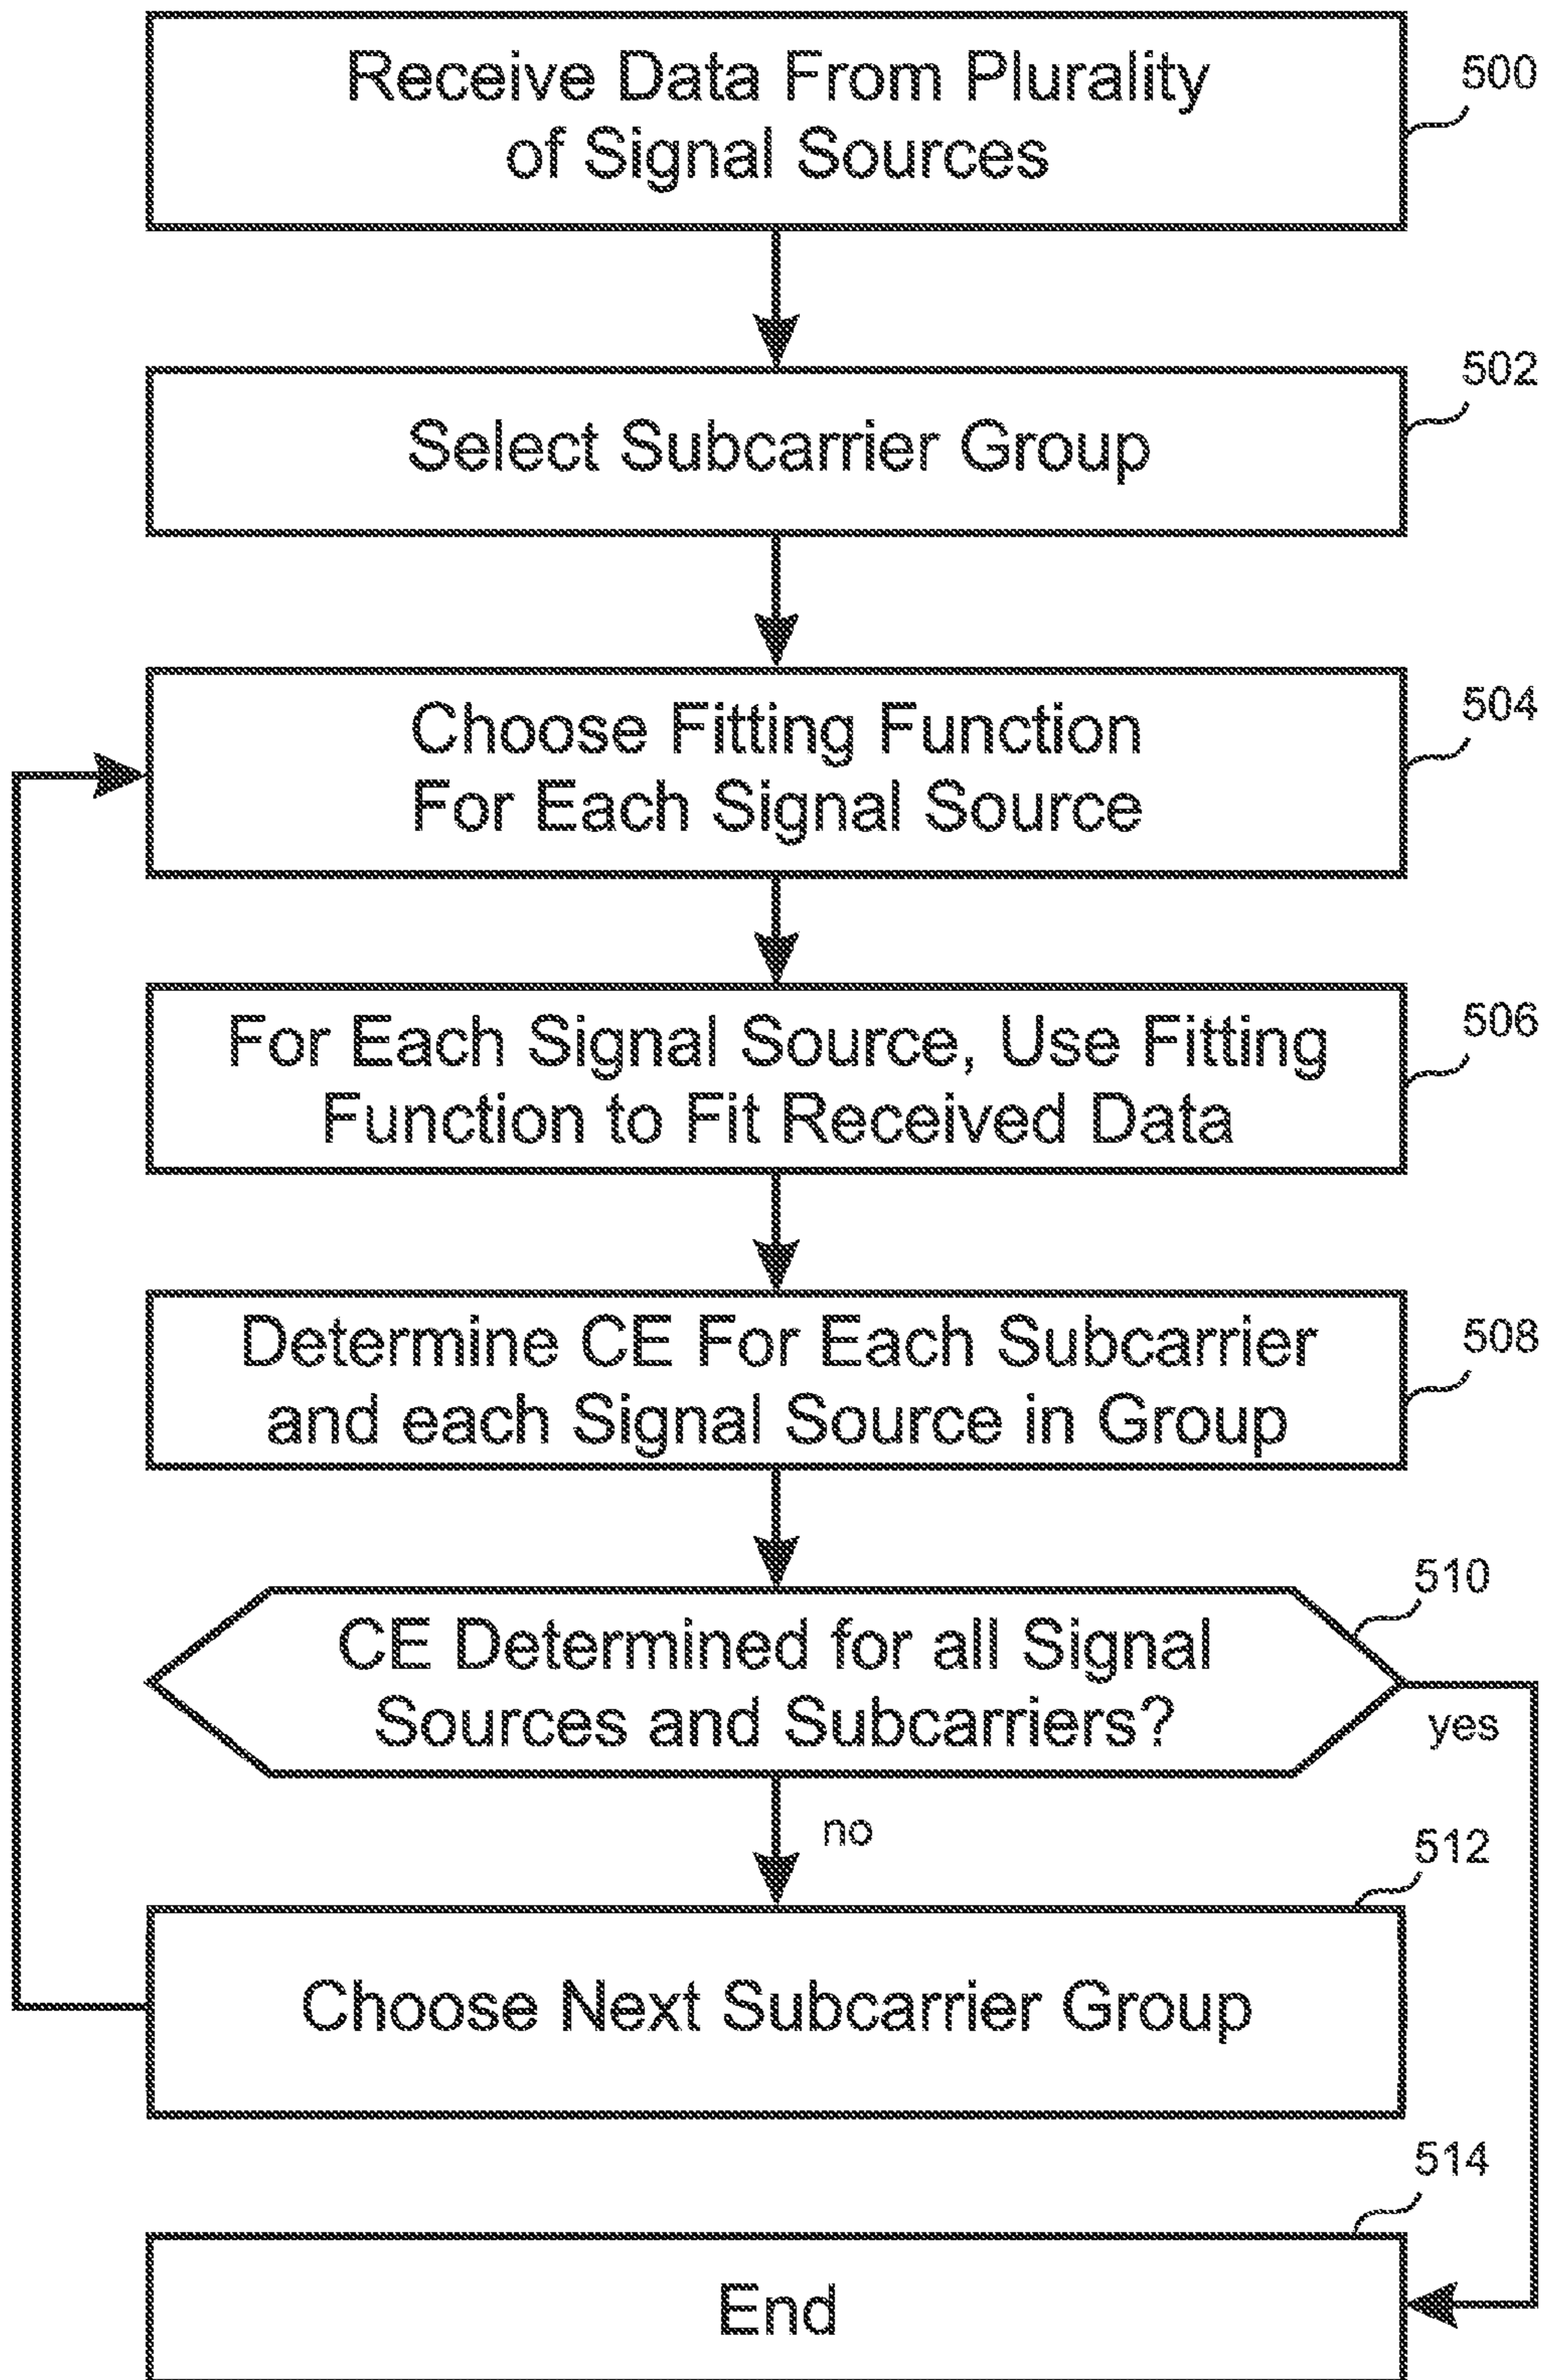 Receive Data From Plurality
of Signal Sources
500
Select Subcarrier Group
502
Choose Fitting Function
For Each Signal Source
504
For Each Signal Source, Use Fitting
Function to Fit Received Data
506
Determine CE For Each Subcarrier
and each Signal Source in Group
508
CE Determined for all Signal
Sources and Subcarriers?
510
yes
no
512
Choose Next Subcarrier Group
514
End